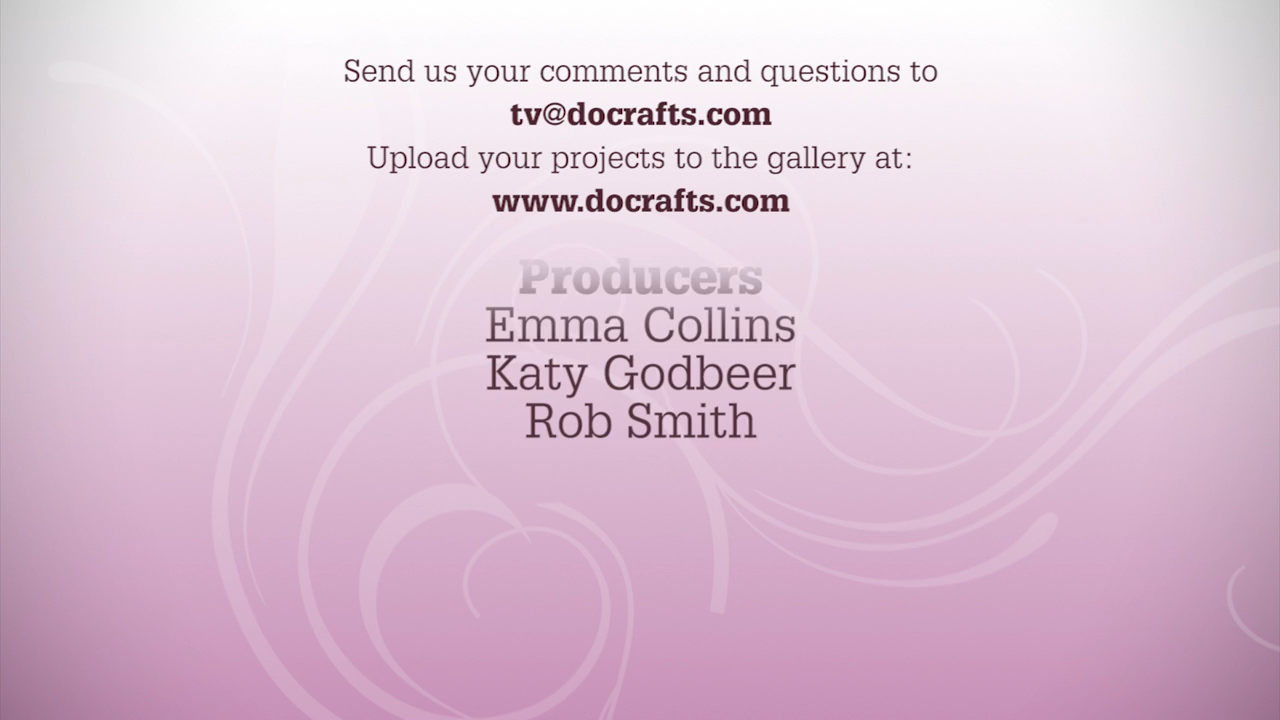 Send us your comments and questions to
tv@docrafts.com
Upload your projects to the gallery at:
www.docrafts.com
Producers
Emma Collins
Katy Godbeer
Rob Smith